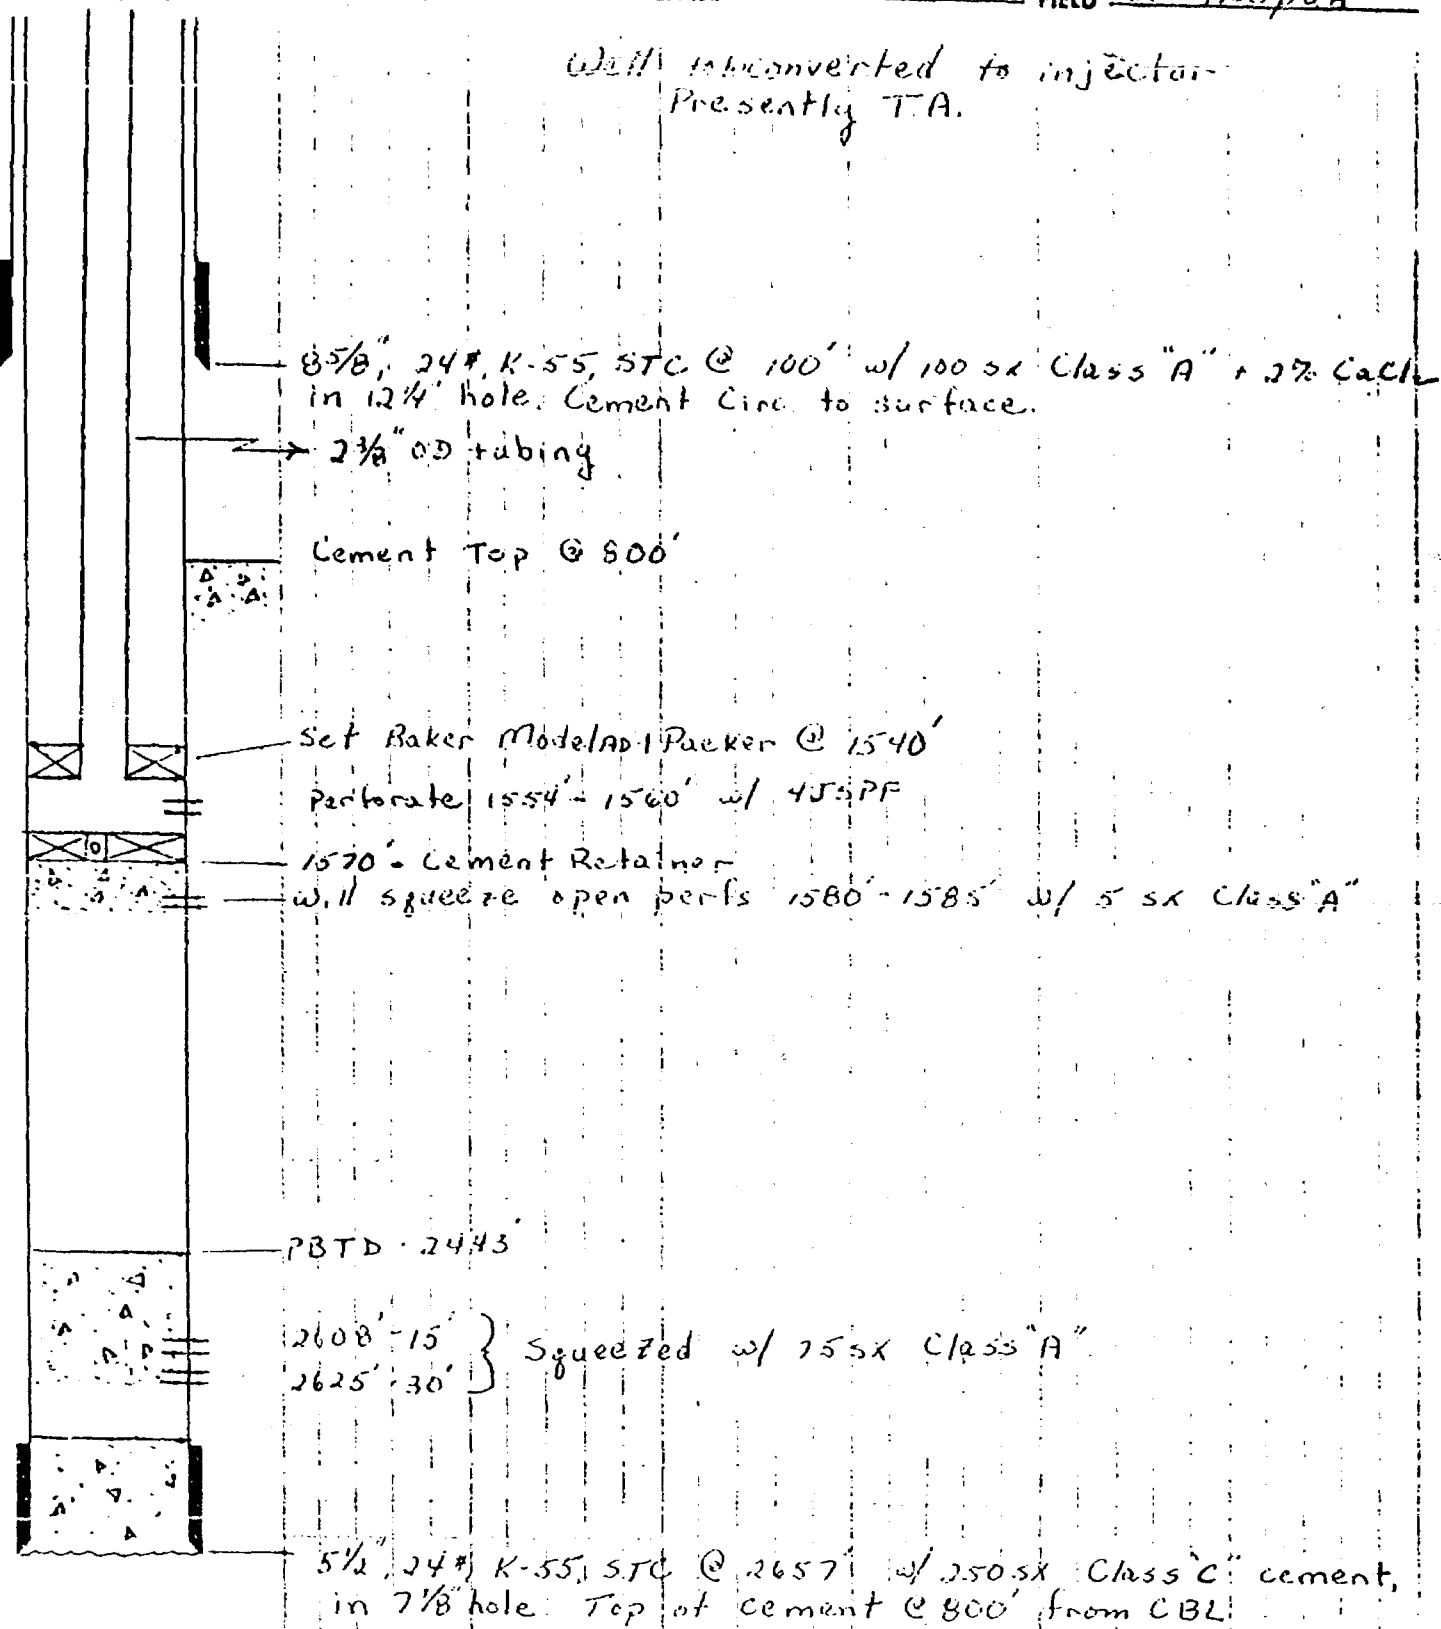 FIELD
Well converted to injector
Presently T.A.
8 5/8", 24#, K-55, STC @ 100' w/ 100 sx Class "A" + 2% CaCl2
in 12 1/4" hole. Cement Circ. to surface.
2 3/8" OD tubing
Cement Top @ 800'
Set Baker Model AD-1 Packer @ 1540'
Perforate 1554'-1560' w/ 4JSPF
1570' - Cement Retainer
Will squeeze open perfs 1580'-1585' w/ 5 sx Class "A"
PBTD - 2443'
2608'-15'
2625'-30' } Squeezed w/ 75 sx Class "A"
5 1/2", 24#, K-55, STC @ 2657' w/ 250 sx Class "C" cement,
in 7 7/8" hole. Top of cement @ 800' from CBL